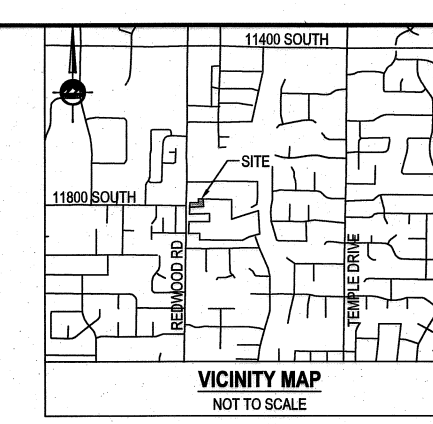 11400 SOUTH
SITE
11800 SOUTH
REDWOOD RD
TEMPLE DRIVE
VICINITY MAP
NOT TO SCALE